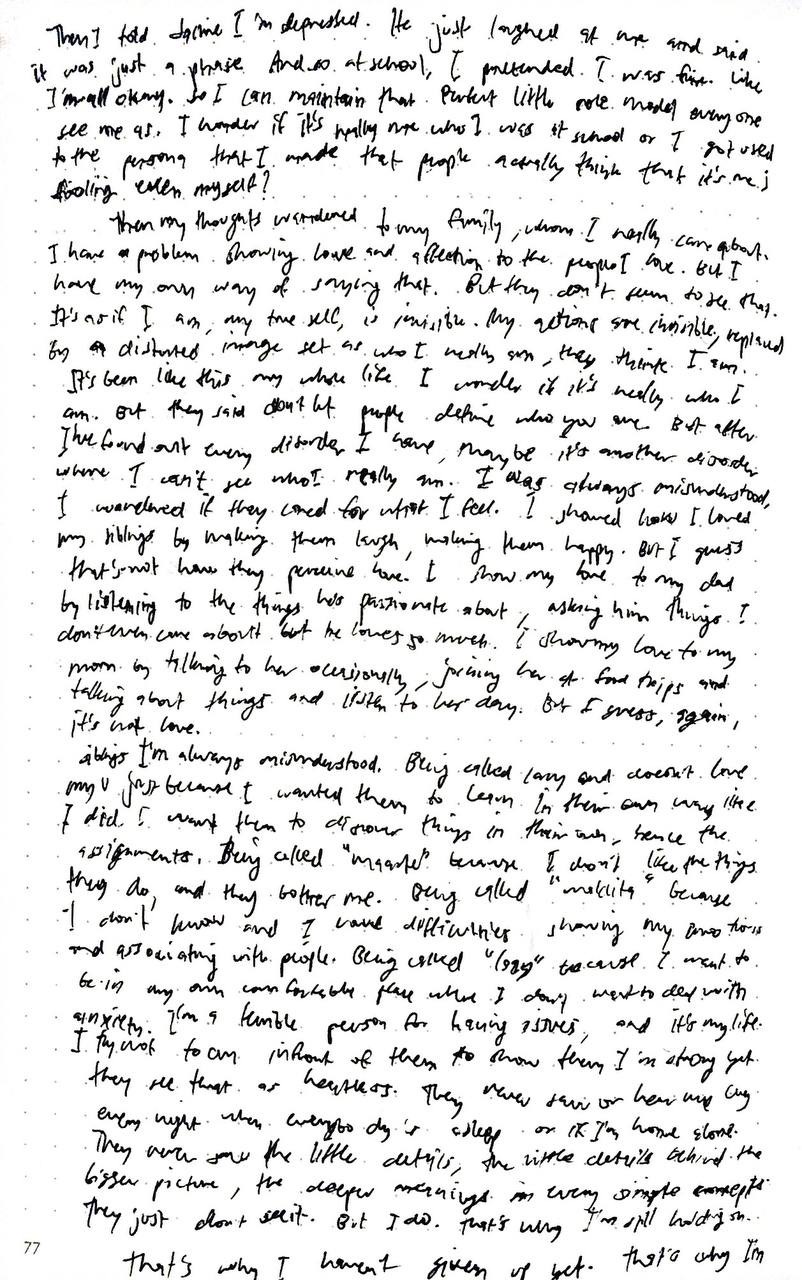 Then I told          I'm depressed. He just laughed at me and said
it was just a phrase And so at school, I pretended I was fine. Like
I'm all okay. So I can maintain that perfect little role model everyone
see me as. I wonder if it's really me who I was at school or I got used
to the persona that I made that people actually think that it's me;
fooling even myself?
Then my thoughts wandered to my family, whom I really care about.
I have a problem showing love and affection to the people I love. But I
have my own way of saying that. But they don't seem to see that.
It's as if I am, my true self, is invisible. My actions are invisible, replaced
by a distorted image set as who I really am, they think I am.
It's been like this my whole life I wonder if it's really who I
am. But they said don't let people define who you are. But after
I've found out every disorder I have, maybe it's another disorder
where I can't see who I really am. I was always misunderstood,
I wandered if they cared for what I feel. I showed how I loved
my siblings by making them laugh, making them happy. But I guess
that's not how they perceive love. I show my love to my dad
by listening to the things he's passionate about, asking him things I
don't even care about but he loves so much. I show my love to my
mom by talking to her occasionally, joining her at food trips and
talking about things and listen to her day. But I guess, again,
it's not love.
I'm always misunderstood. Being called lazy and doesn't love
my siblings just because I wanted them to learn in their own way like
I did. I want them to discover things in their own, hence the
assignments. Being called "maarte" because I don't like the things
they do, and they bother me. Being called "maldita" because
I don't know and I have difficulties showing my emotions
and associating with people. Being called "lazy" because I want to
be in my own comfortable place where I don't want to deal with
anxiety. I'm a terrible person for having issues, and it's my life.
I try not to cry infront of them to show them I'm strong yet
they see that as heartless. They never saw or hear me cry
every night when everybody is asleep or if I'm home alone.
They never saw the little details, the little details behind the
bigger picture, the deeper meanings in every simple concepts
They just don't see it. But I do. That's why I'm still holding on.
77
that's why I haven't given up yet. that's why I'm